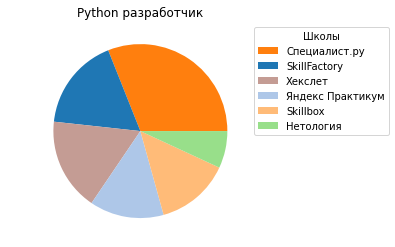 Python разработчик
Школы
Специалист.ру
SkillFactory
Хекслет
Яндекс Практикум
Skillbox
Нетология